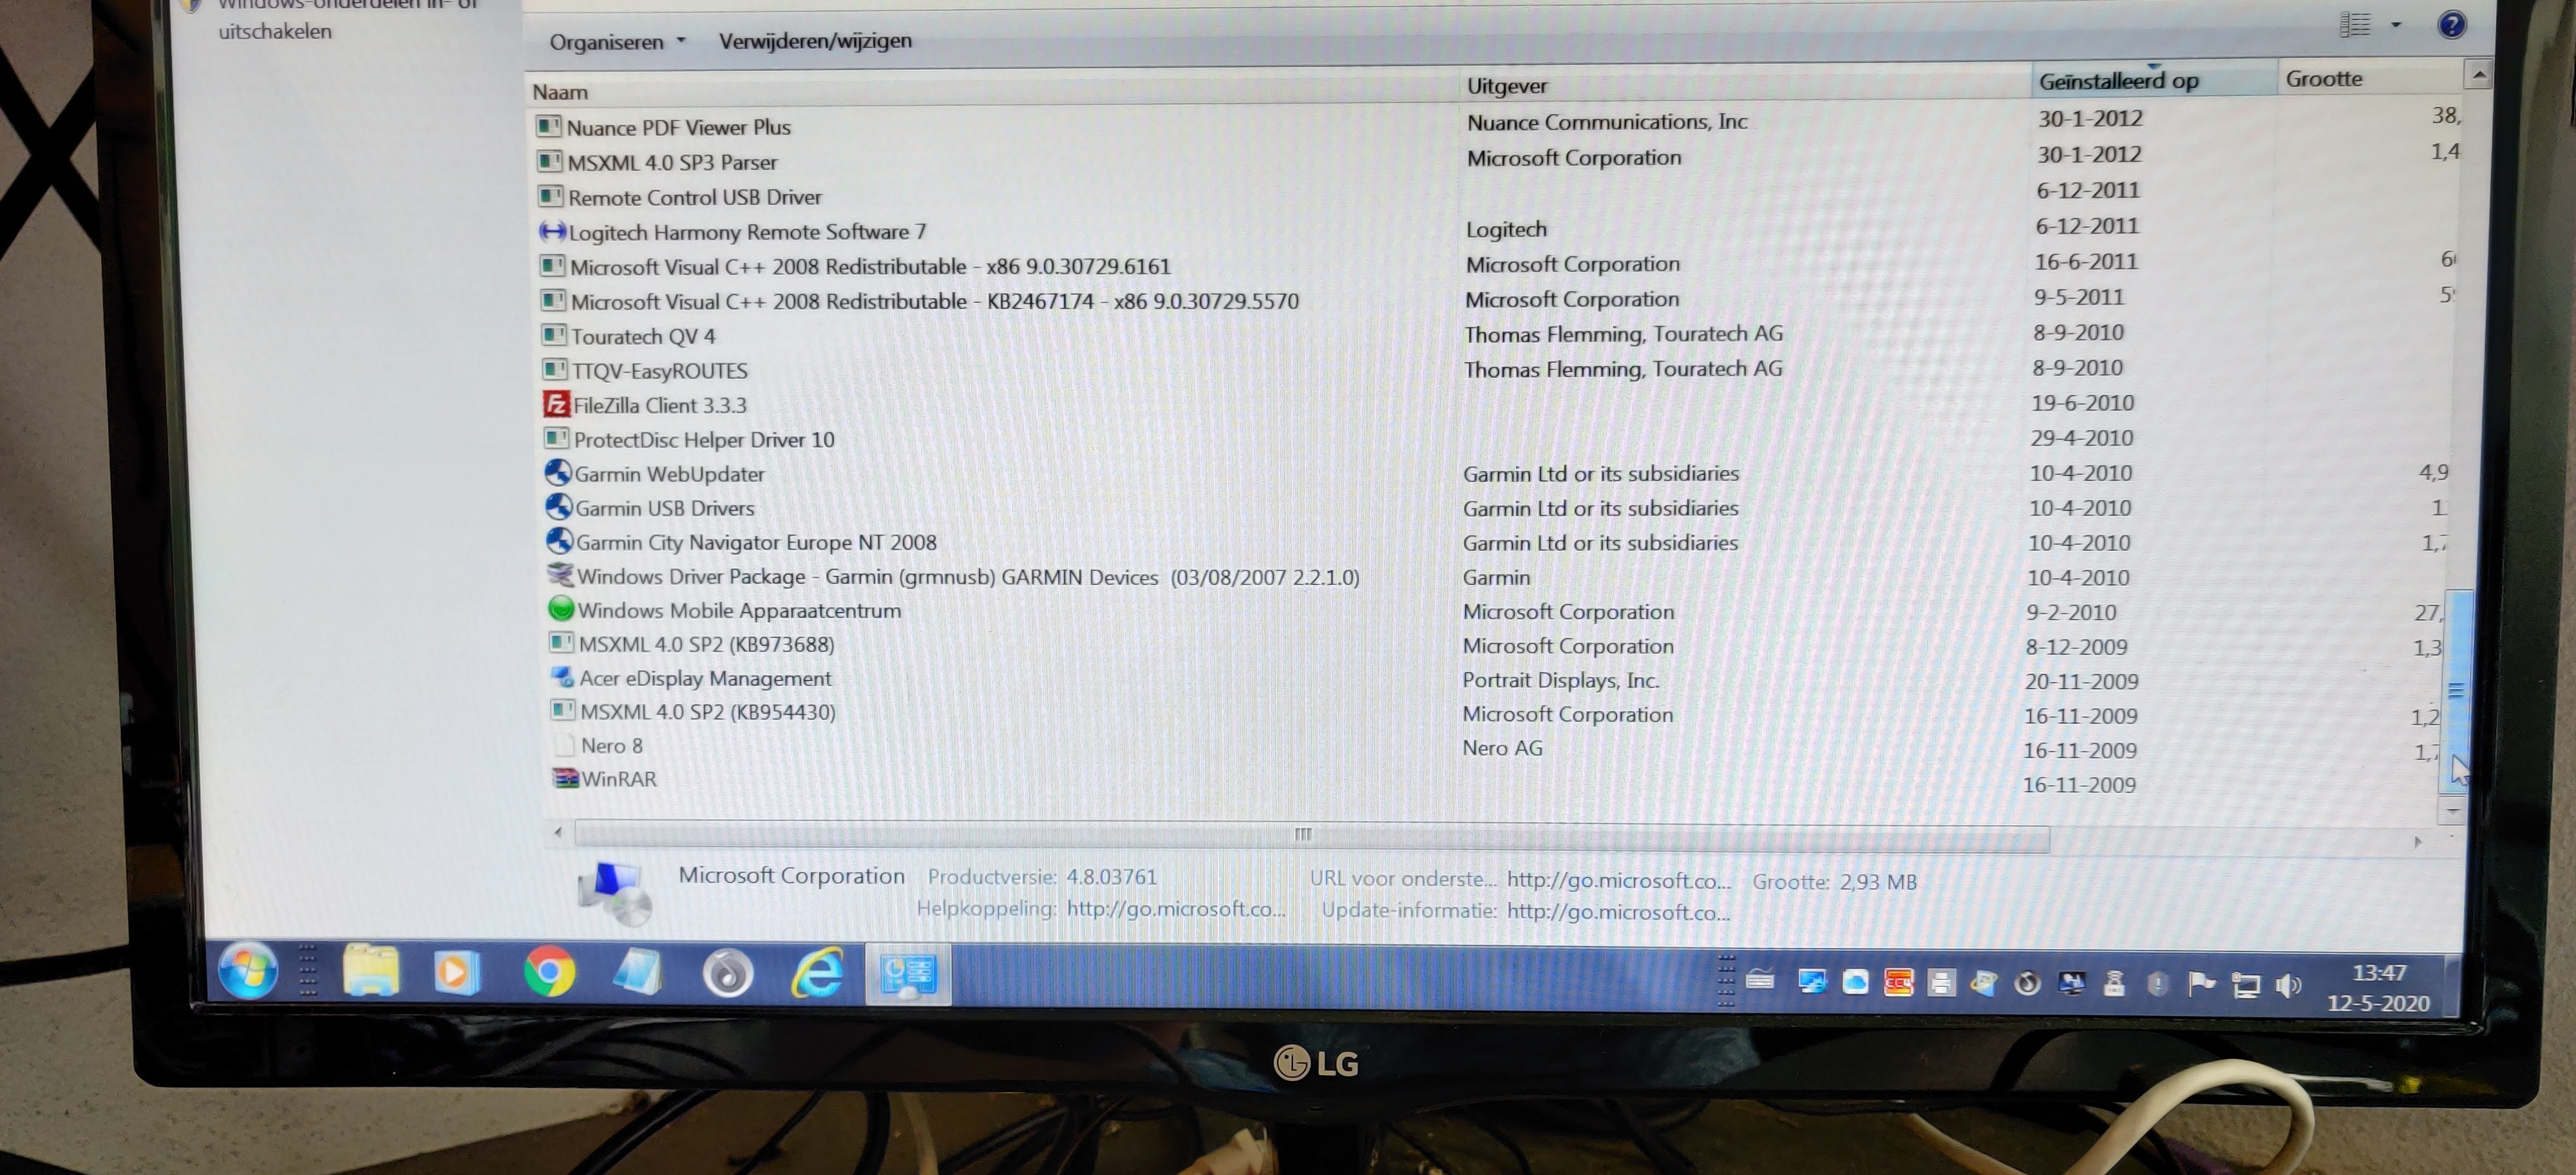 Windows-onderdelen in- of
uitschakelen
Organiseren Verwijderen/wijzigen
Naam Uitgever Geïnstalleerd op Grootte
Nuance PDF Viewer Plus Nuance Communications, Inc 30-1-2012 38,
MSXML 4.0 SP3 Parser Microsoft Corporation 30-1-2012 1,4
Remote Control USB Driver 6-12-2011
Logitech Harmony Remote Software 7 Logitech 6-12-2011
Microsoft Visual C++ 2008 Redistributable - x86 9.0.30729.6161 Microsoft Corporation 16-6-2011
Microsoft Visual C++ 2008 Redistributable - KB2467174 - x86 9.0.30729.5570 Microsoft Corporation 9-5-2011
Touratech QV 4 Thomas Flemming, Touratech AG 8-9-2010
TTQV-EasyROUTES Thomas Flemming, Touratech AG 8-9-2010
FileZilla Client 3.3.3 19-6-2010
ProtectDisc Helper Driver 10 29-4-2010
Garmin WebUpdater Garmin Ltd or its subsidiaries 10-4-2010 4,9
Garmin USB Drivers Garmin Ltd or its subsidiaries 10-4-2010
Garmin City Navigator Europe NT 2008 Garmin Ltd or its subsidiaries 10-4-2010 1,7
Windows Driver Package - Garmin (grmnusb) GARMIN Devices (03/08/2007 2.2.1.0) Garmin 10-4-2010
Windows Mobile Apparaatcentrum Microsoft Corporation 9-2-2010 27,
MSXML 4.0 SP2 (KB973688) Microsoft Corporation 8-12-2009 1,3
Acer eDisplay Management Portrait Displays, Inc. 20-11-2009
MSXML 4.0 SP2 (KB954430) Microsoft Corporation 16-11-2009 1,2
Nero 8 Nero AG 16-11-2009 1,7
WinRAR 16-11-2009
Microsoft Corporation Productversie: 4.8.03761 URL voor onderste... http://go.microsoft.co... Grootte: 2,93 MB
Helpkoppeling: http://go.microsoft.co... Update-informatie: http://go.microsoft.co...
13:47
12-5-2020
LG